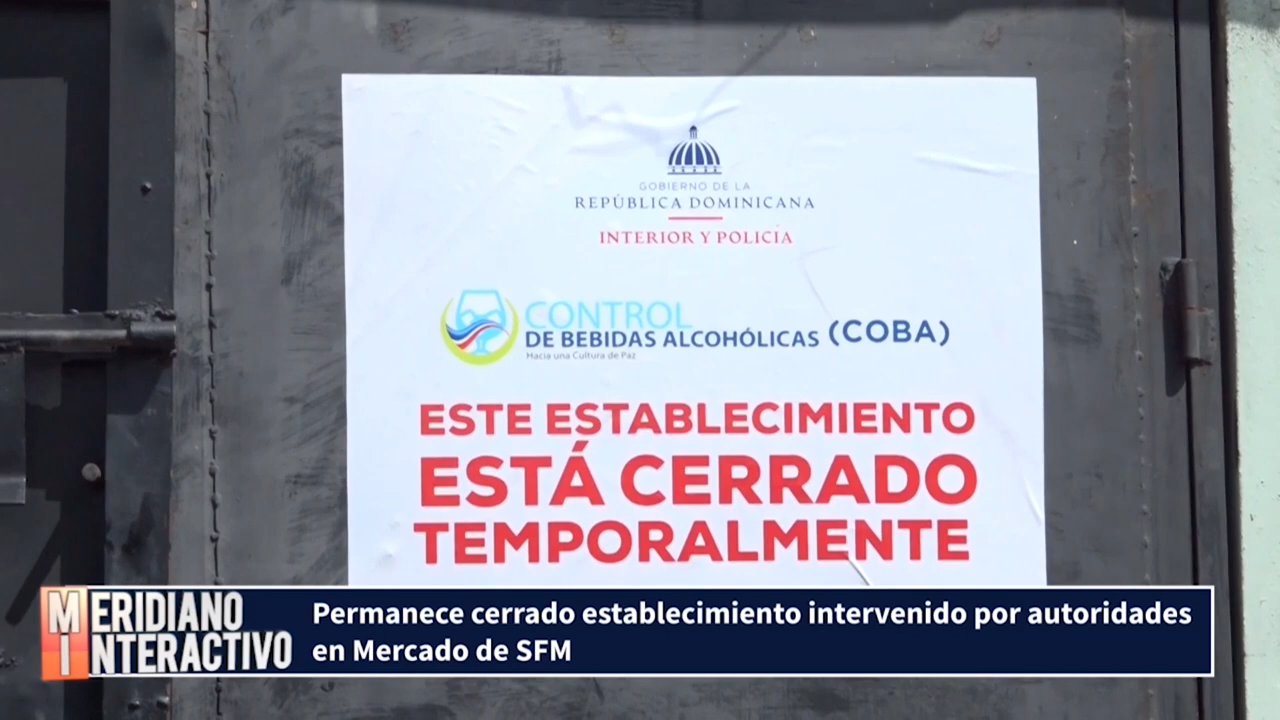 GOBIERNO DE LA
REPÚBLICA DOMINICANA
INTERIOR Y POLICÍA
CONTROL
DE BEBIDAS ALCOHÓLICAS (COBA)
Hacia una Cultura de Paz
ESTE ESTABLECIMIENTO
ESTÁ CERRADO
TEMPORALMENTE
MERIDIANO
INTERACTIVO
Permanece cerrado establecimiento intervenido por autoridades
en Mercado de SFM